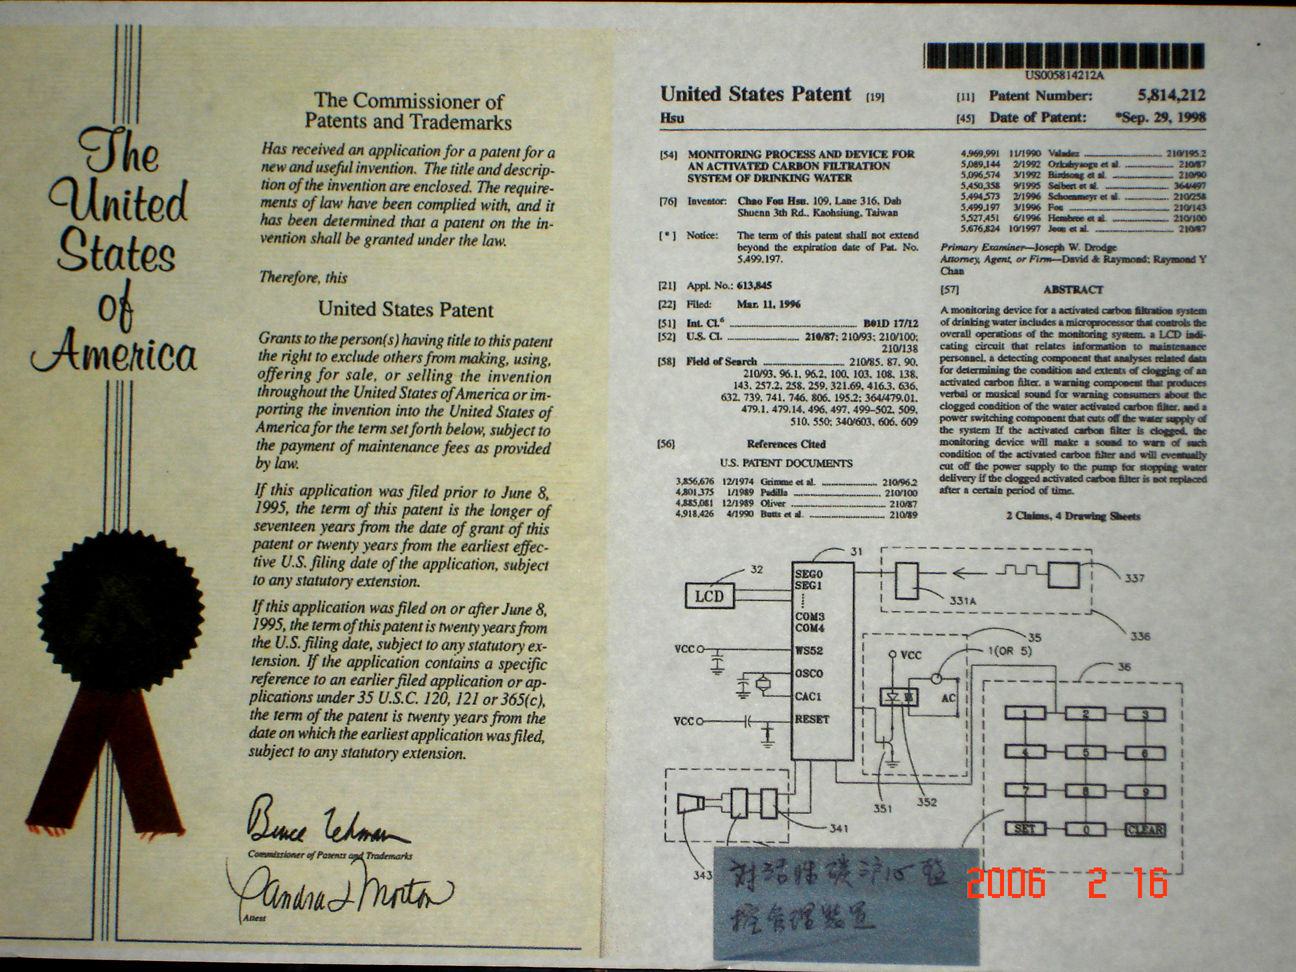 The
United
States
of
America
The Commissioner of
Patents and Trademarks
Has received an application for a patent for a
new and useful invention. The title and descrip-
tion of the invention are enclosed. The require-
ments of law have been complied with, and it
has been determined that a patent on the in-
vention shall be granted under the law.
Therefore, this
United States Patent
Grants to the person(s) having title to this patent
the right to exclude others from making, using,
offering for sale, or selling the invention
throughout the United States of America or im-
porting the invention into the United States of
America for the term set forth below, subject to
the payment of maintenance fees as provided
by law.
If this application was filed prior to June 8,
1995, the term of this patent is the longer of
seventeen years from the date of grant of this
patent or twenty years from the earliest effec-
tive U.S. filing date of the application, subject
to any statutory extension.
If this application was filed on or after June 8,
1995, the term of this patent is twenty years from
the U.S. filing date, subject to any statutory ex-
tension. If the application contains a specific
reference to an earlier filed application or ap-
plications under 35 U.S.C. 120, 121 or 365(c),
the term of the patent is twenty years from the
date on which the earliest application was filed,
subject to any statutory extension.
Bruce Lehman
Commissioner of Patents and Trademarks
Sandra L Morton
Attest
US005814212A
United States Patent [19]
Hsu
[11] Patent Number: 5,814,212
[45] Date of Patent: *Sep. 29, 1998
[54] MONITORING PROCESS AND DEVICE FOR
AN ACTIVATED CARBON FILTRATION
SYSTEM OF DRINKING WATER
[76] Inventor: Chao Fou Hsu, 109, Lane 316, Dah
Shuenn 3th Rd., Kaohsiung, Taiwan
[*] Notice: The term of this patent shall not extend
beyond the expiration date of Pat. No.
5,499,197.
[21] Appl. No.: 613,845
[22] Filed: Mar. 11, 1996
[51] Int. Cl.6 B01D 17/12
[52] U.S. Cl. 210/87; 210/93; 210/100;
210/138
[58] Field of Search 210/85, 87, 90,
210/93, 96.1, 96.2, 100, 103, 108, 138,
143, 257.2, 258, 259, 321.69, 416.3, 636,
632, 739, 741, 746, 806, 195.2; 364/479.01,
479.1, 479.14, 496, 497, 499-502, 509,
510, 550; 340/603, 606, 609
[56] References Cited
U.S. PATENT DOCUMENTS
3,856,676 12/1974 Grimme et al. 210/96.2
4,801,375 1/1989 Padilla 210/100
4,885,081 12/1989 Oliver 210/87
4,918,426 4/1990 Butts et al. 210/89
4,969,991 11/1990 Valadez 210/195.2
5,089,144 2/1992 Ozkahyaogu et al. 210/87
5,096,574 3/1992 Birdsong et al. 210/90
5,450,358 9/1995 Seibert et al. 364/497
5,494,573 2/1996 Schoenmeyr et al. 210/258
5,499,197 3/1996 Fou 210/143
5,527,451 6/1996 Hembree et al. 210/100
5,676,824 10/1997 Jeon et al. 210/87
Primary Examiner—Joseph W. Drodge
Attorney, Agent, or Firm—David & Raymond; Raymond Y
Chan
[57] ABSTRACT
A monitoring device for a activated carbon filtration system
of drinking water includes a microprocessor that controls the
overall operations of the monitoring system, a LCD indi-
cating circuit that relates information to maintenance
personnel, a detecting component that analyses related data
for determining the condition and extents of clogging of an
activated carbon filter, a warning component that produces
verbal or musical sound for warning consumers about the
clogged condition of the water activated carbon filter, and a
power switching component that cuts off the water supply of
the system If the activated carbon filter is clogged, the
monitoring device will make a sound to warn of such
condition of the activated carbon filter and will eventually
cut off the power supply to the pump for stopping water
delivery if the clogged activated carbon filter is not replaced
after a certain period of time.
2 Claims, 4 Drawing Sheets
31
32
LCD
SEG0
SEG1
COM3
COM4
VCC
WS52
OSCO
CAC1
VCC
RESET
331A
337
336
35
VCC
1(OR 5)
AC
36
351
352
1 2 3
4 5 6
7 8 9
SET 0 CLEAR
341
343
對活性碳濾心監
控管理裝置
2006 2 16